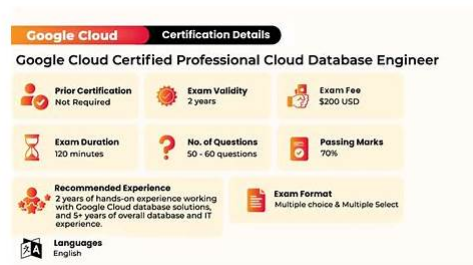 Google Cloud Certification Details
Google Cloud Certified Professional Cloud Database Engineer
Prior Certification
Not Required
Exam Validity
2 years
Exam Fee
$200 USD
Exam Duration
120 minutes
No. of Questions
50 - 60 questions
Passing Marks
70%
Recommended Experience
2 years of hands-on experience working
with Google Cloud database solutions,
and 5+ years of overall database and IT
experience.
Exam Format
Multiple choice & Multiple Select
Languages
English